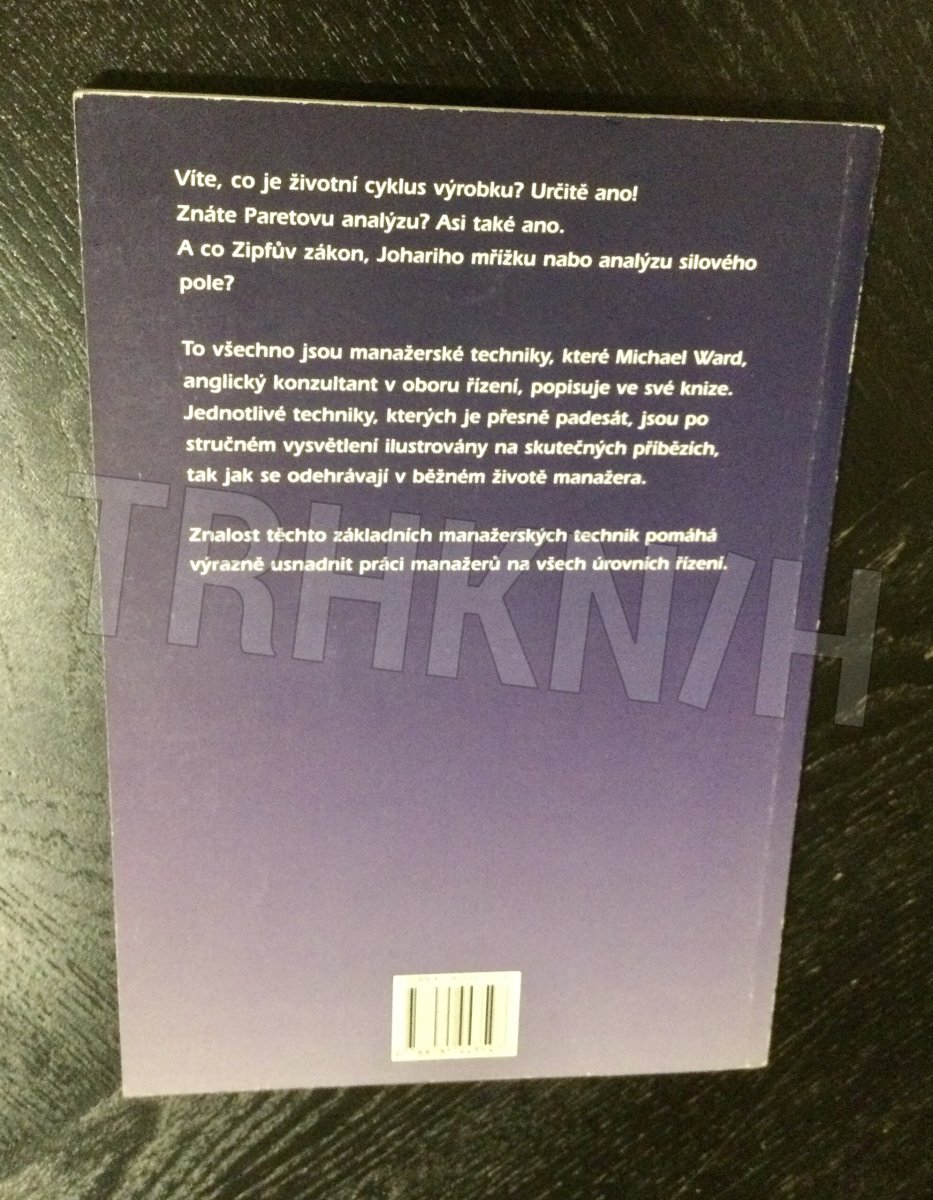 Víte, co je životní cyklus výrobku? Určitě ano!
Znáte Paretovu analýzu? Asi také ano.
A co Zipfův zákon, Johariho mřížku nabo analýzu silového
pole?
To všechno jsou manažerské techniky, které Michael Ward,
anglický konzultant v oboru řízení, popisuje ve své knize.
Jednotlivé techniky, kterých je přesně padesát, jsou po
stručném vysvětlení ilustrovány na skutečných příbězích,
tak jak se odehrávají v běžném životě manažera.
Znalost těchto základních manažerských technik pomáhá
výrazně usnadnit práci manažerů na všech úrovních řízení.
TRHKNIH